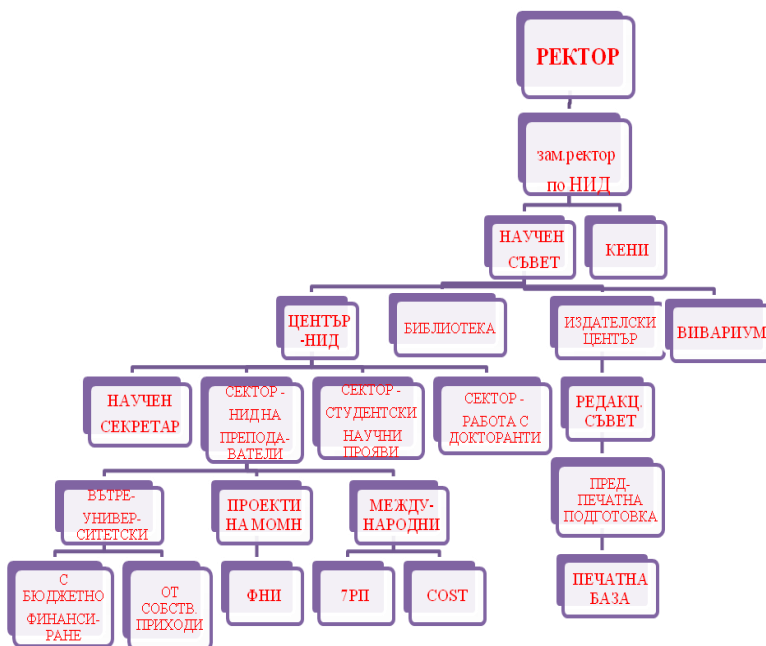 РЕКТОР
зам.ректор
по НИД
НАУЧЕН
СЪВЕТ
КЕНИ
ЦЕНТЪР
-НИД
БИБЛИОТЕКА
ИЗДАТЕЛСКИ
ЦЕНТЪР
ВИВАРИУМ
НАУЧЕН
СЕКРЕТАР
СЕКТОР -
НИД НА
ПРЕПОДА-
ВАТЕЛИ
СЕКТОР -
СТУДЕНТСКИ
НАУЧНИ
ПРОЯВИ
СЕКТОР -
РАБОТА С
ДОКТОРАНТИ
РЕДАКЦ.
СЪВЕТ
ВЪТРЕ-
УНИВЕР-
СИТЕТСКИ
ПРОЕКТИ
НА МОМН
МЕЖДУ-
НАРОДНИ
ПРЕД-
ПЕЧАТНА
ПОДГОТОВКА
С
БЮДЖЕТНО
ФИНАНСИ-
РАНЕ
ОТ
СОБСТВ.
ПРИХОДИ
ФНИ
7РП
COST
ПЕЧАТНА
БАЗА